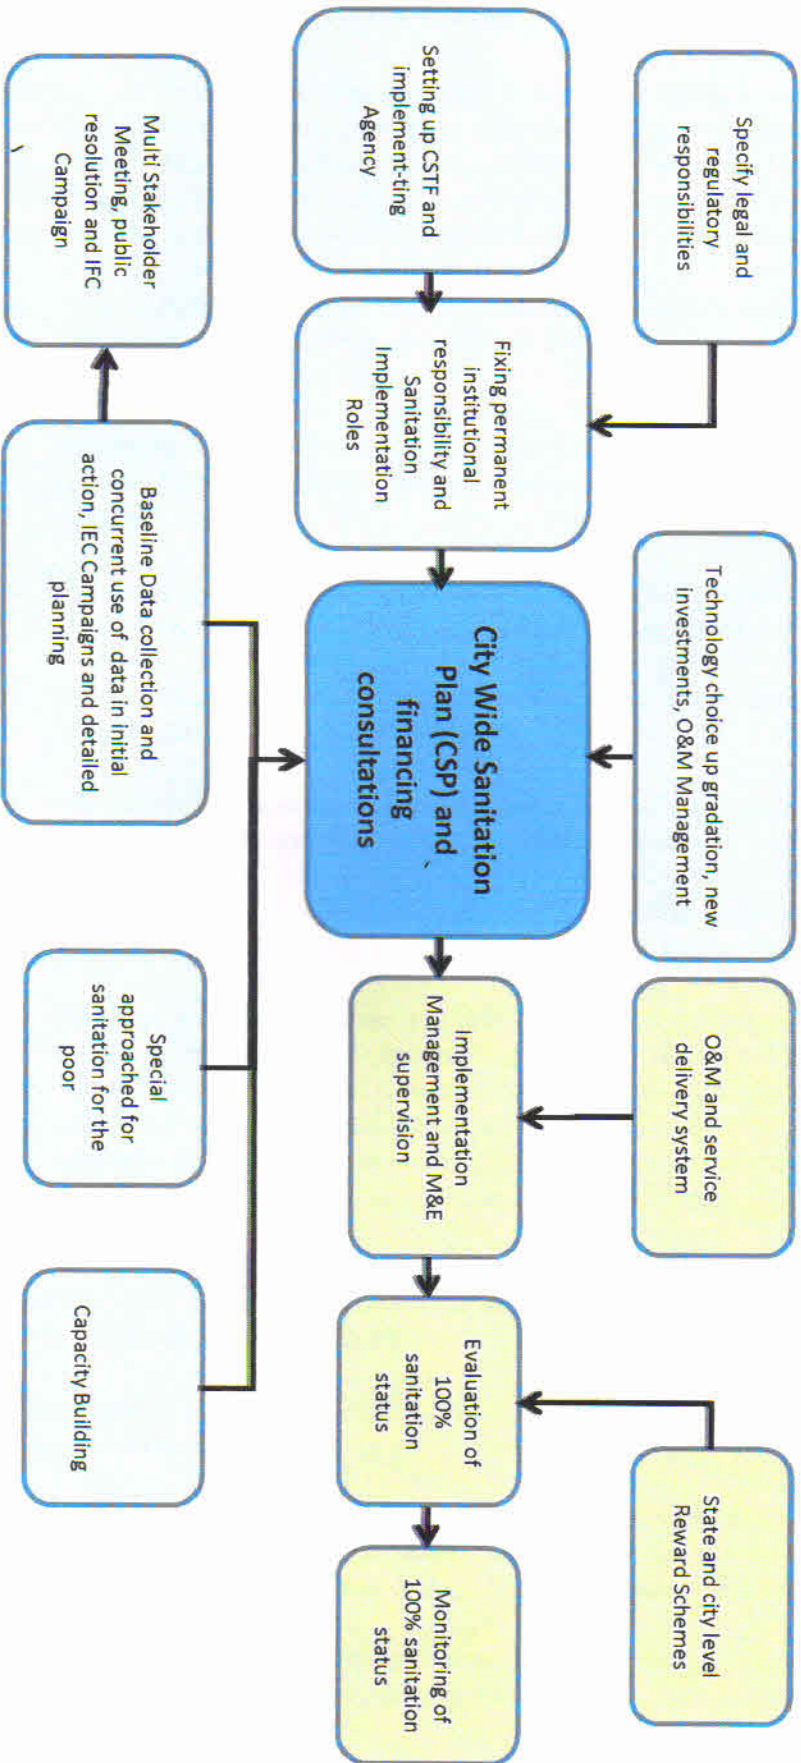 Specify legal and
regulatory
responsibilities
Technology choice up gradation, new
investments, O&M Management
O&M and service
delivery system
State and city level
Reward Schemes
Setting up CSTF and
implement-ting
Agency
Fixing permanent
institutional
responsibility and
Sanitation
Implementation
Roles
City Wide Sanitation
Plan (CSP) and
financing
consultations
Implementation
Management and M&E
supervision
Evaluation of
100%
sanitation
status
Monitoring of
100% sanitation
status
Multi Stakeholder
Meeting, public
resolution and IFC
Campaign
Baseline Data collection and
concurrent use of data in initial
action, IEC Campaigns and detailed
planning
Special
approached for
sanitation for the
poor
Capacity Building